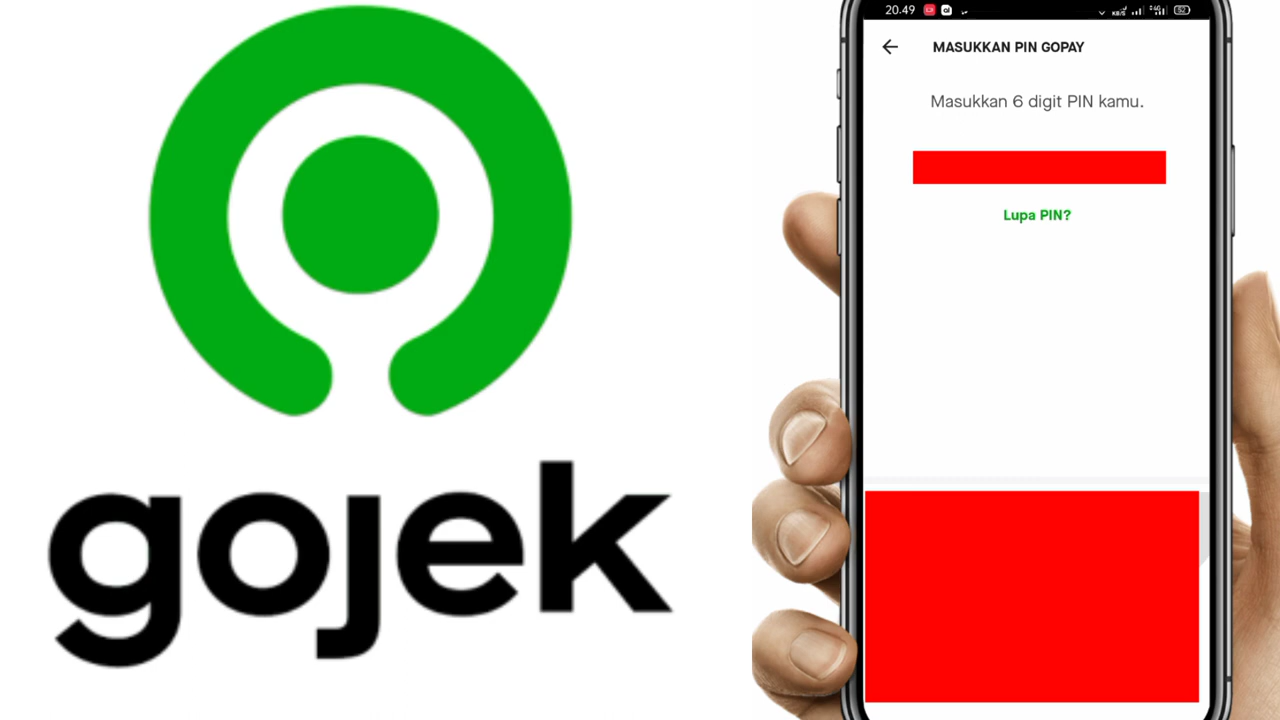 gojek
20.49
MASUKKAN PIN GOPAY
Masukkan 6 digit PIN kamu.
Lupa PIN?